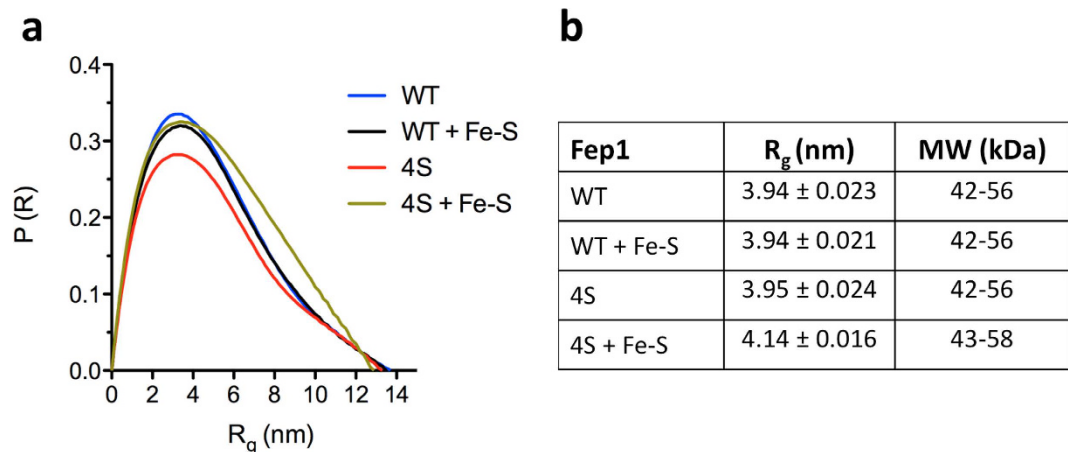 a
0.4
0.3
0.2
0.1
0.0
P (R)
0 2 4 6 8 10 12 14
R_g (nm)
WT
WT + Fe-S
4S
4S + Fe-S
b
Fep1 R_g (nm) MW (kDa)
WT 3.94 ± 0.023 42-56
WT + Fe-S 3.94 ± 0.021 42-56
4S 3.95 ± 0.024 42-56
4S + Fe-S 4.14 ± 0.016 43-58